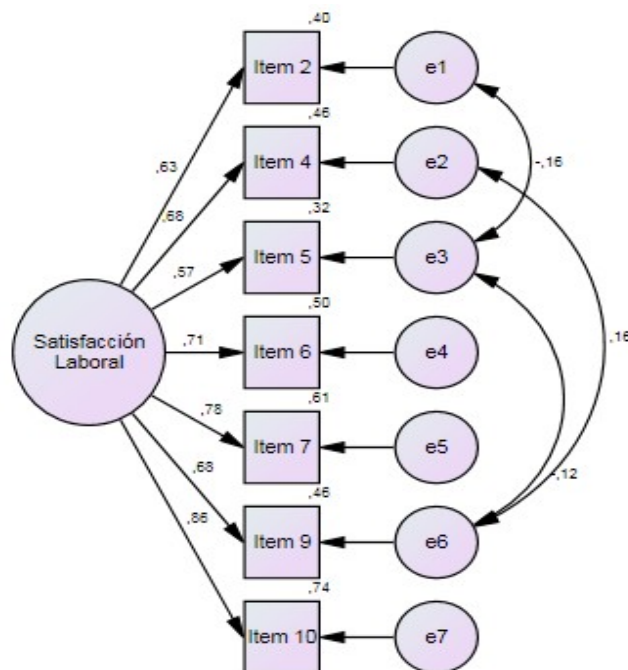 ,40
Item 2
e1
,63
-,16
,46
Item 4
e2
,68
,32
Item 5
e3
,57
,50
Satisfacción
Laboral
,71
Item 6
e4
,16
,61
,78
Item 7
e5
,68
,46
-,12
Item 9
e6
,86
,74
Item 10
e7